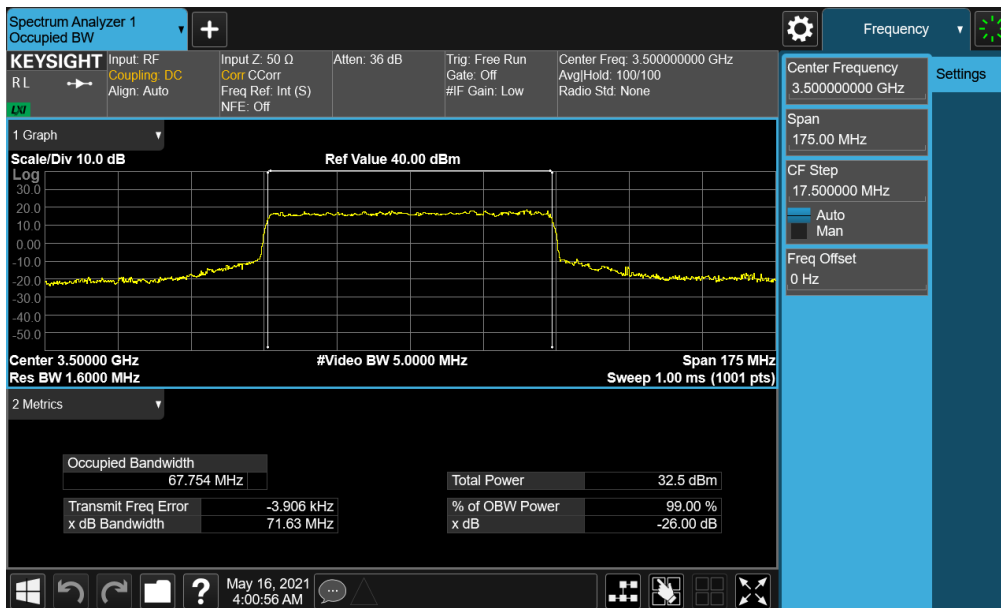 Spectrum Analyzer 1
Occupied BW
Frequency
KEYSIGHT
R L
LXI
Input: RF
Coupling: DC
Align: Auto
Input Z: 50 Ω
Corr CCorr
Freq Ref: Int (S)
NFE: Off
Atten: 36 dB
Trig: Free Run
Gate: Off
#IF Gain: Low
Center Freq: 3.500000000 GHz
Avg|Hold: 100/100
Radio Std: None
Center Frequency
3.500000000 GHz
Settings
Span
175.00 MHz
CF Step
17.500000 MHz
Auto
Man
Freq Offset
0 Hz
1 Graph
Scale/Div 10.0 dB
Ref Value 40.00 dBm
Log
30.0
20.0
10.0
0.00
-10.0
-20.0
-30.0
-40.0
-50.0
Center 3.50000 GHz
#Video BW 5.0000 MHz
Span 175 MHz
Res BW 1.6000 MHz
Sweep 1.00 ms (1001 pts)
2 Metrics
Occupied Bandwidth
67.754 MHz
Total Power 32.5 dBm
Transmit Freq Error -3.906 kHz
% of OBW Power 99.00 %
x dB Bandwidth 71.63 MHz
x dB -26.00 dB
May 16, 2021
4:00:56 AM